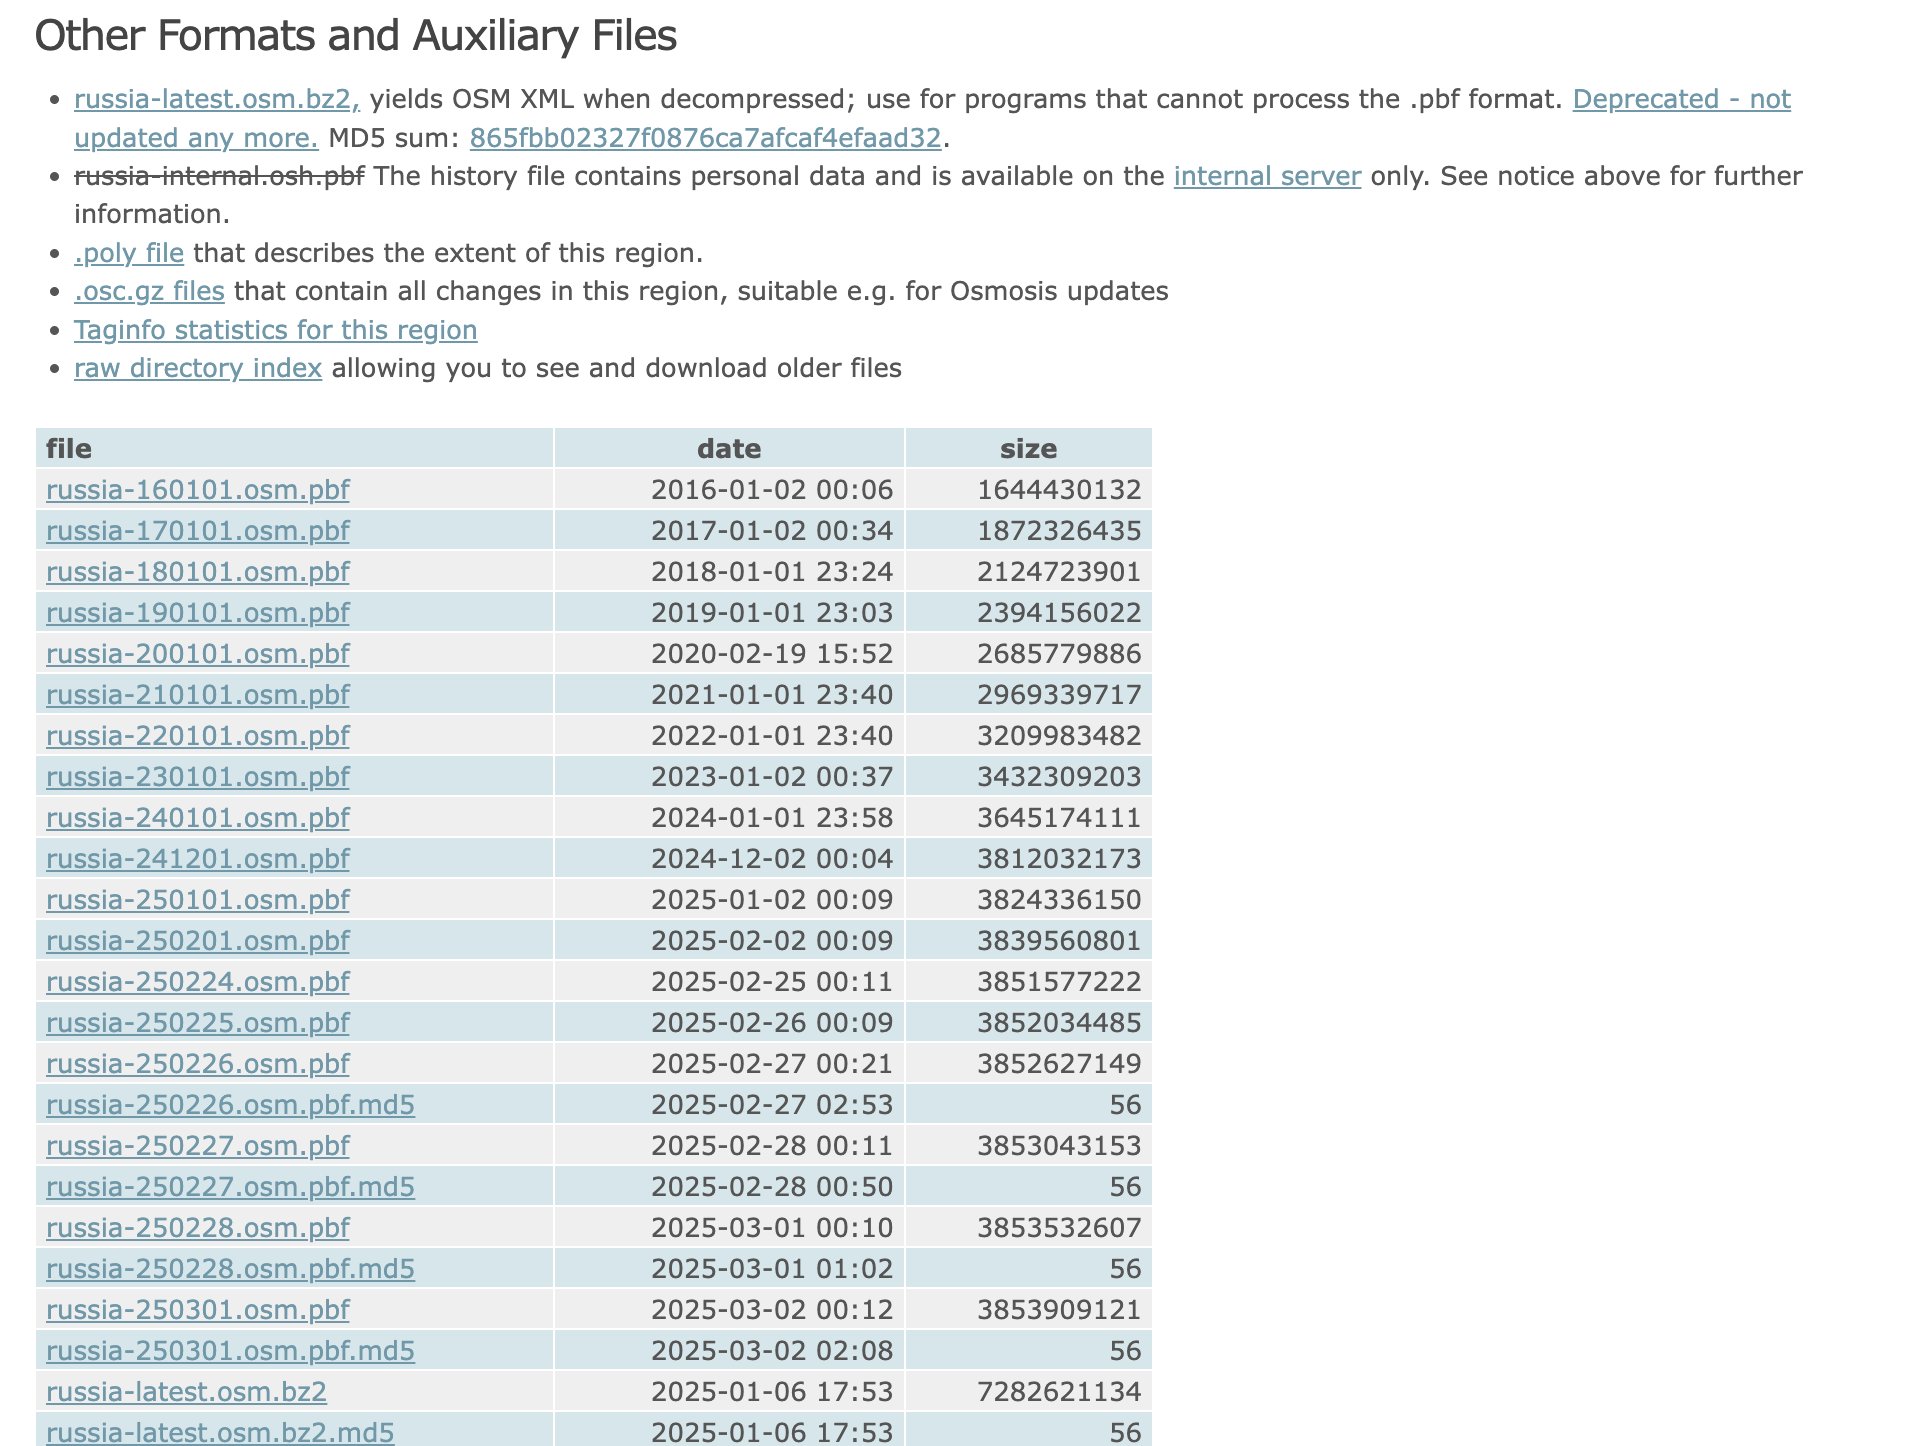 Other Formats and Auxiliary Files
• russia-latest.osm.bz2, yields OSM XML when decompressed; use for programs that cannot process the .pbf format. Deprecated - not
updated any more. MD5 sum: 865fbb02327f0876ca7afcaf4efaad32.
• russia-internal.osh.pbf The history file contains personal data and is available on the internal server only. See notice above for further
information.
• .poly file that describes the extent of this region.
• .osc.gz files that contain all changes in this region, suitable e.g. for Osmosis updates
• Taginfo statistics for this region
• raw directory index allowing you to see and download older files
file date size
russia-160101.osm.pbf 2016-01-02 00:06 1644430132
russia-170101.osm.pbf 2017-01-02 00:34 1872326435
russia-180101.osm.pbf 2018-01-01 23:24 2124723901
russia-190101.osm.pbf 2019-01-01 23:03 2394156022
russia-200101.osm.pbf 2020-02-19 15:52 2685779886
russia-210101.osm.pbf 2021-01-01 23:40 2969339717
russia-220101.osm.pbf 2022-01-01 23:40 3209983482
russia-230101.osm.pbf 2023-01-02 00:37 3432309203
russia-240101.osm.pbf 2024-01-01 23:58 3645174111
russia-241201.osm.pbf 2024-12-02 00:04 3812032173
russia-250101.osm.pbf 2025-01-02 00:09 3824336150
russia-250201.osm.pbf 2025-02-02 00:09 3839560801
russia-250224.osm.pbf 2025-02-25 00:11 3851577222
russia-250225.osm.pbf 2025-02-26 00:09 3852034485
russia-250226.osm.pbf 2025-02-27 00:21 3852627149
russia-250226.osm.pbf.md5 2025-02-27 02:53 56
russia-250227.osm.pbf 2025-02-28 00:11 3853043153
russia-250227.osm.pbf.md5 2025-02-28 00:50 56
russia-250228.osm.pbf 2025-03-01 00:10 3853532607
russia-250228.osm.pbf.md5 2025-03-01 01:02 56
russia-250301.osm.pbf 2025-03-02 00:12 3853909121
russia-250301.osm.pbf.md5 2025-03-02 02:08 56
russia-latest.osm.bz2 2025-01-06 17:53 7282621134
russia-latest.osm.bz2.md5 2025-01-06 17:53 56